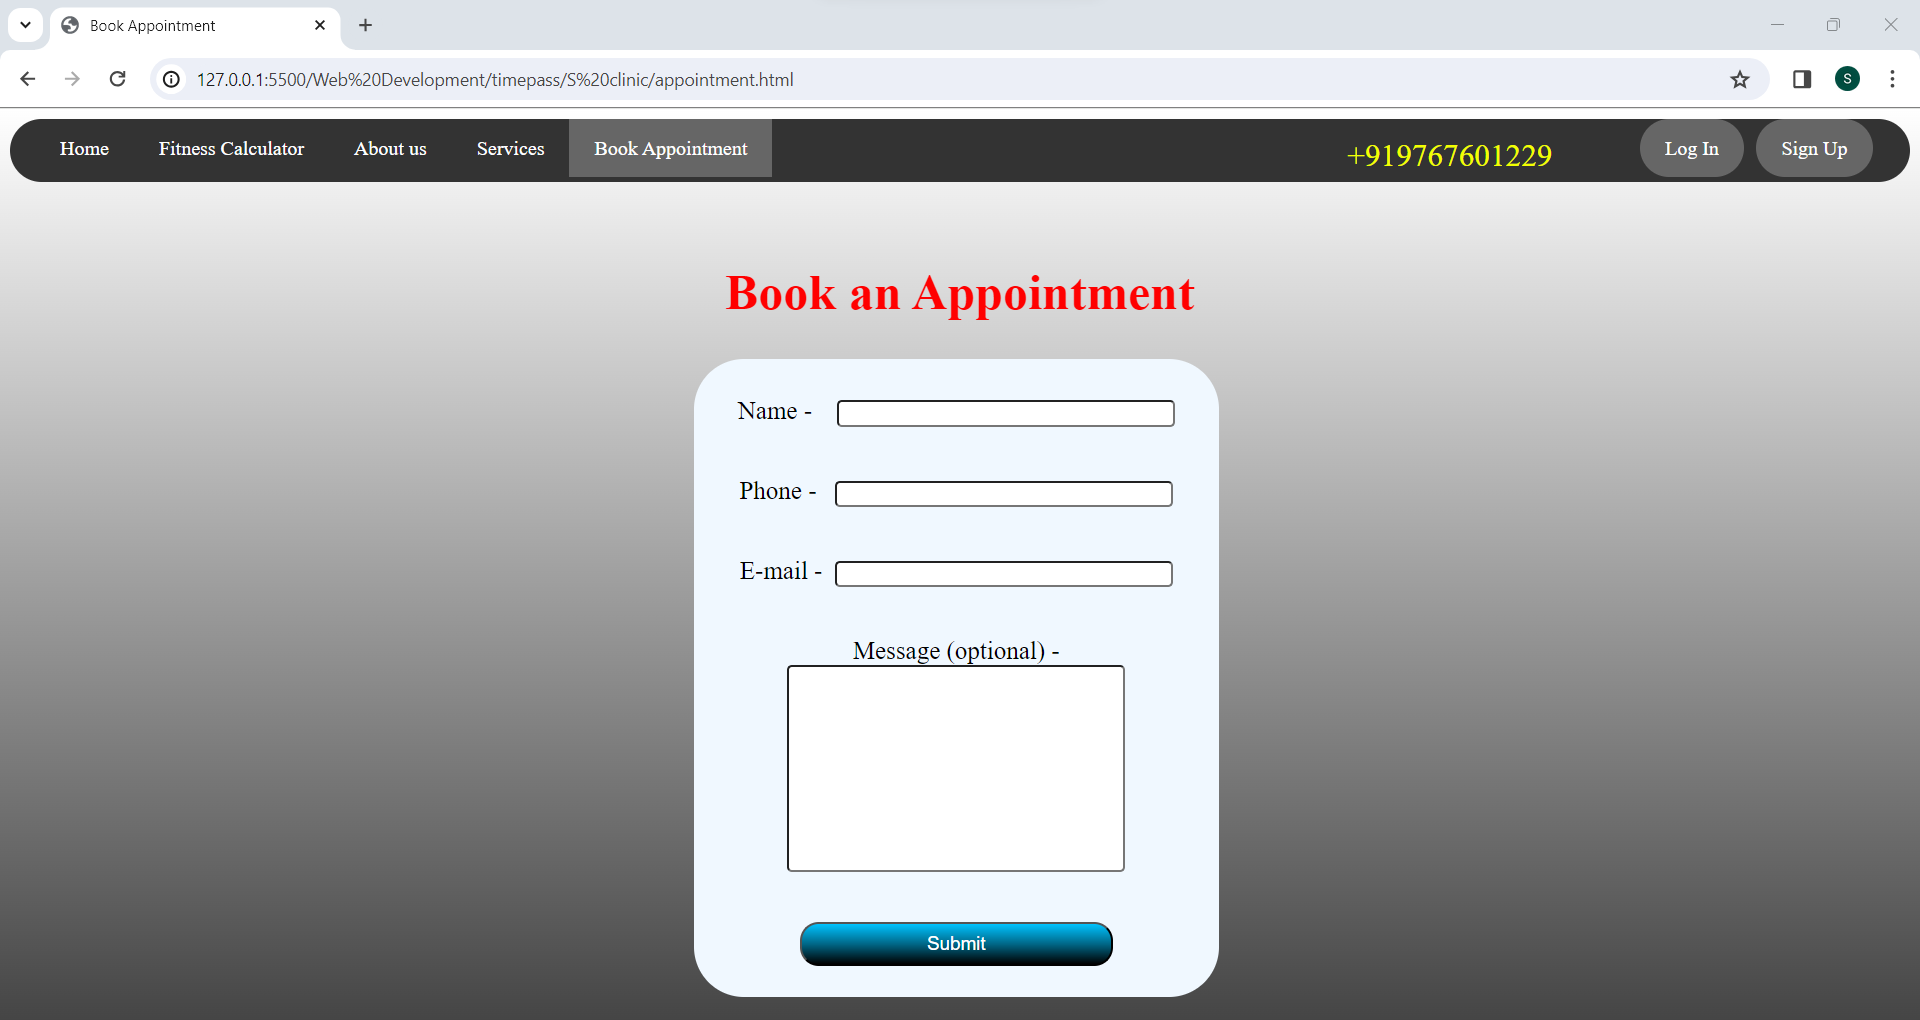 Book Appointment
127.0.0.1:5500/Web%20Development/timepass/S%20clinic/appointment.html
S
Home Fitness Calculator About us Services Book Appointment +919767601229 Log In Sign Up
Book an Appointment
Name -
Phone -
E-mail -
Message (optional) -
Submit